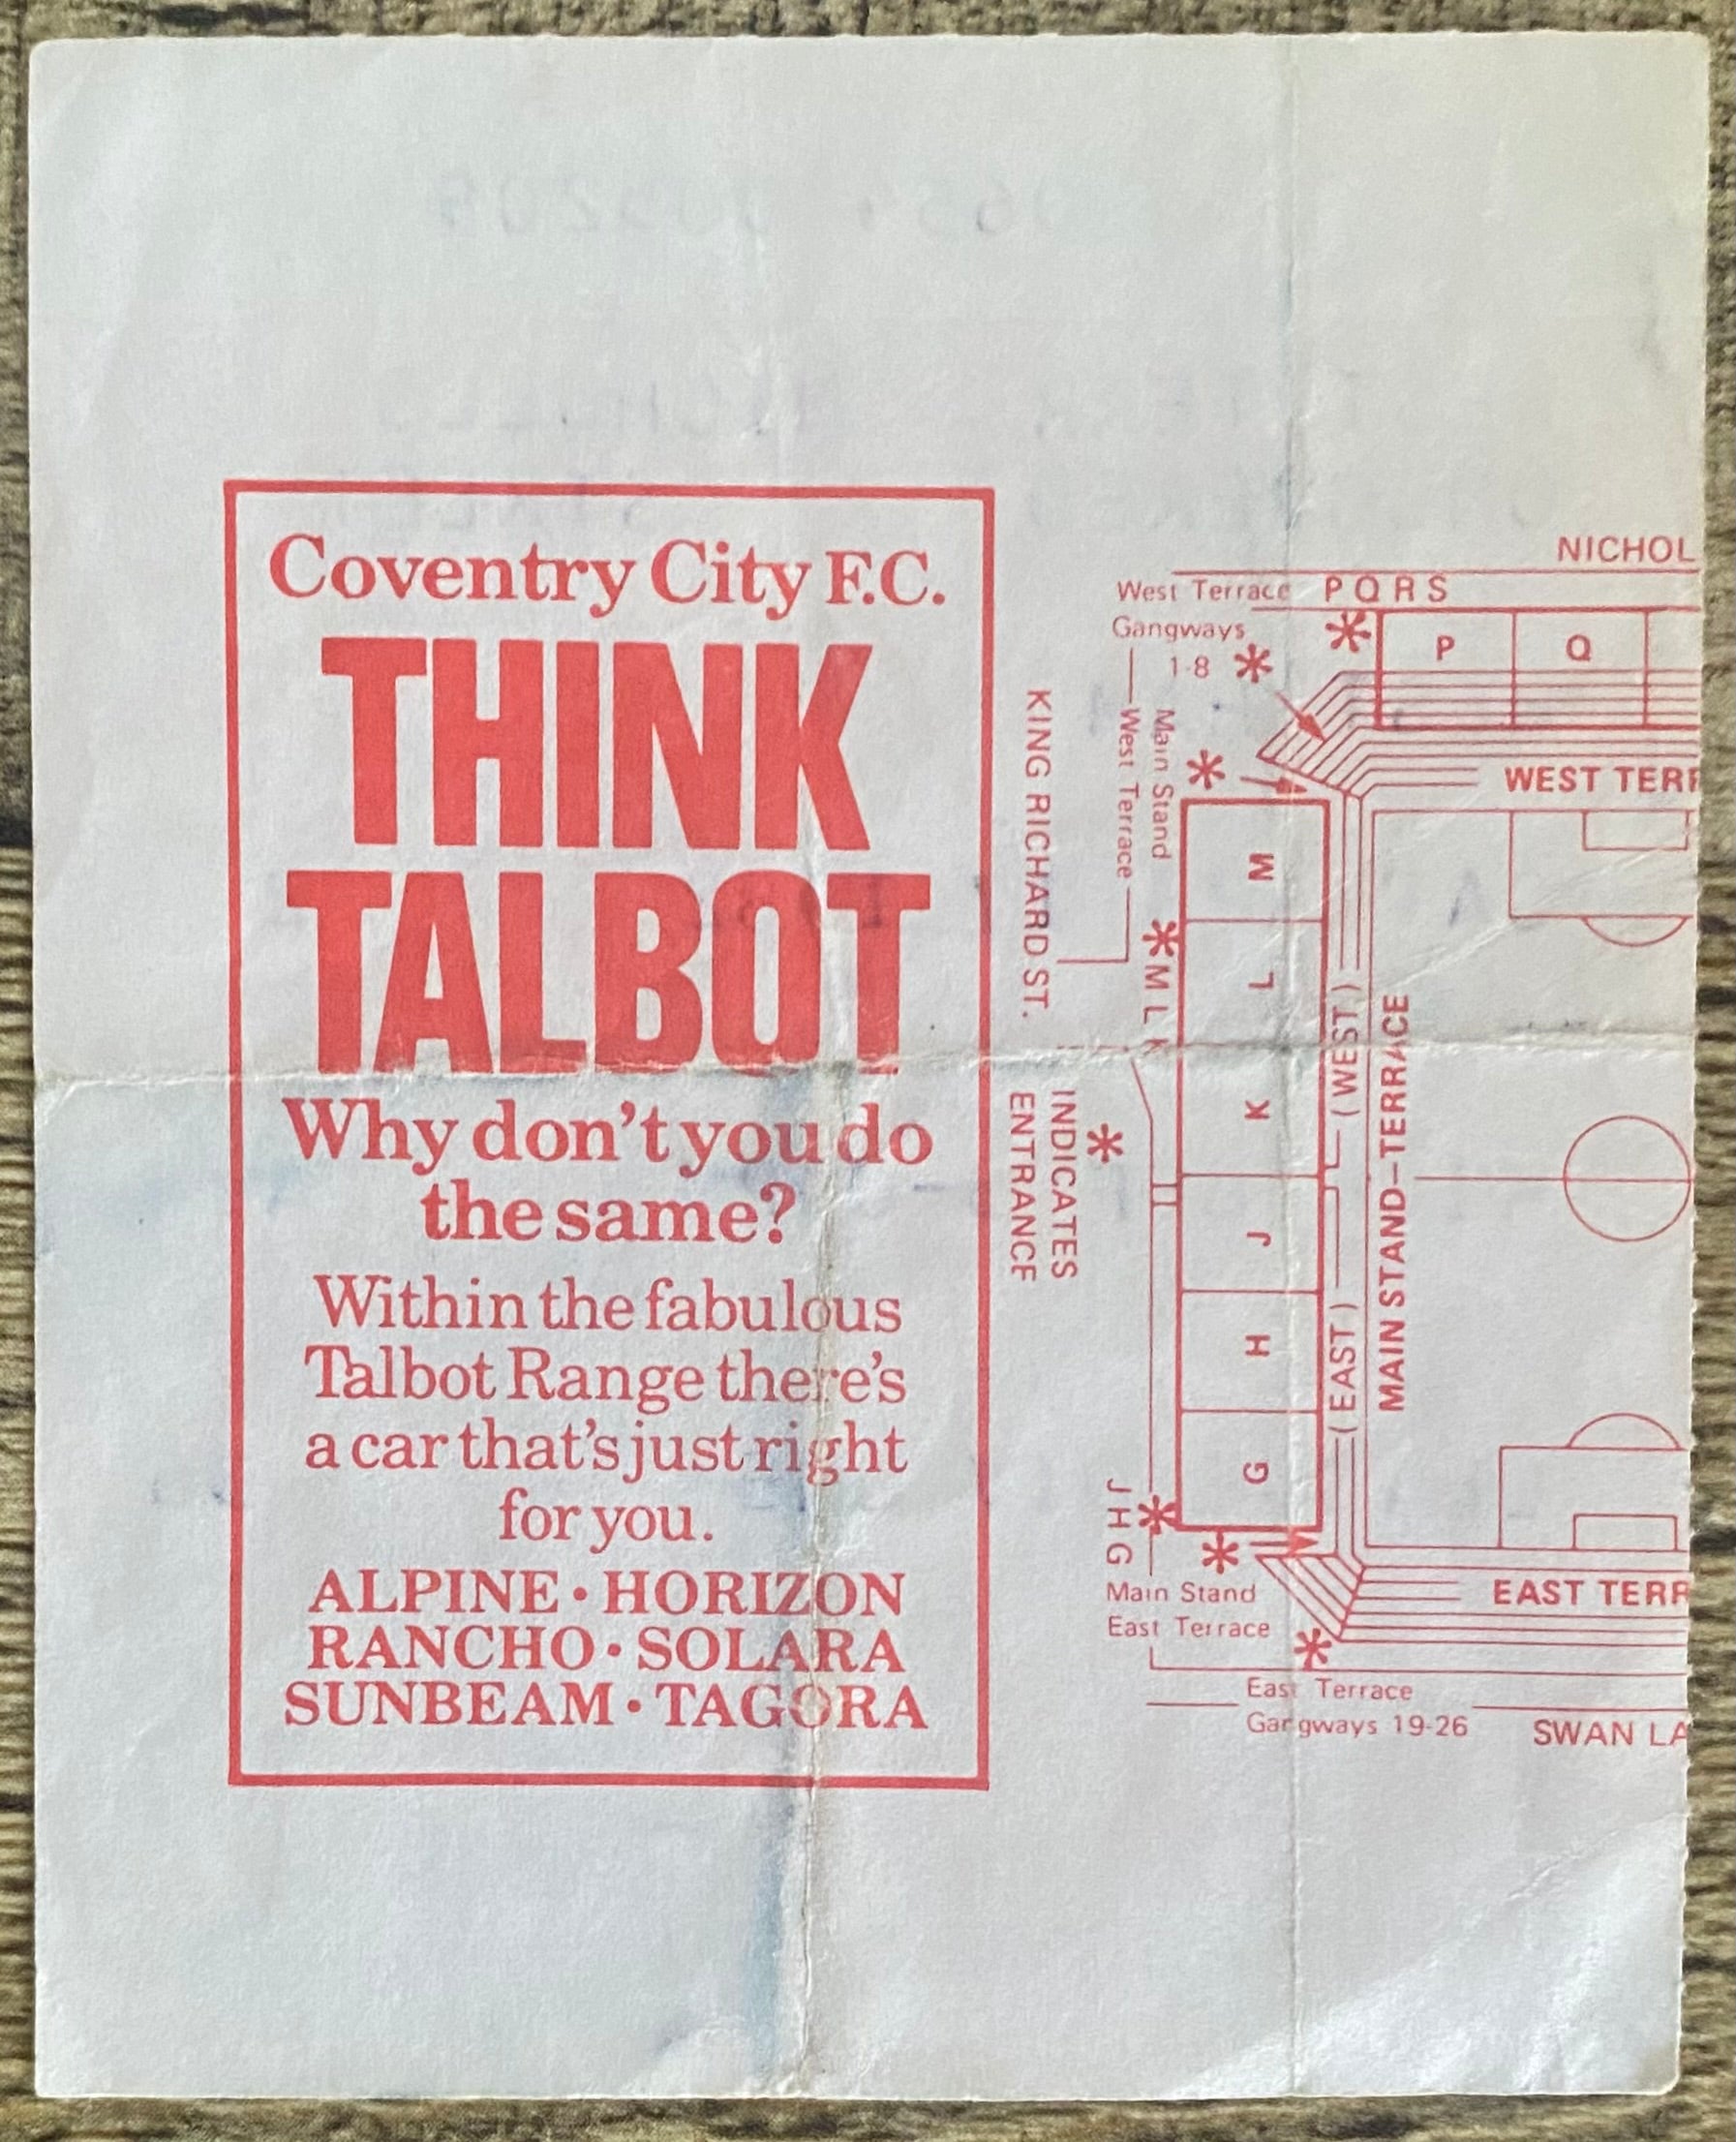 Coventry City F.C.
THINK
TALBOT
Why don't you do
the same?
Within the fabulous
Talbot Range there's
a car that's just right
for you.
ALPINE • HORIZON
RANCHO • SOLARA
SUNBEAM • TAGORA
NICHOL
West Terrace P Q R S
Gangways
1-8
P Q
KING RICHARD ST.
Main Stand
West Terrace
WEST TERR
M
L
K
J
H
G
M L K
(WEST)
(EAST)
MAIN STAND-TERRACE
INDICATES
ENTRANCE
J H G
Main Stand
East Terrace
EAST TERR
East Terrace
Gangways 19-26
SWAN LA